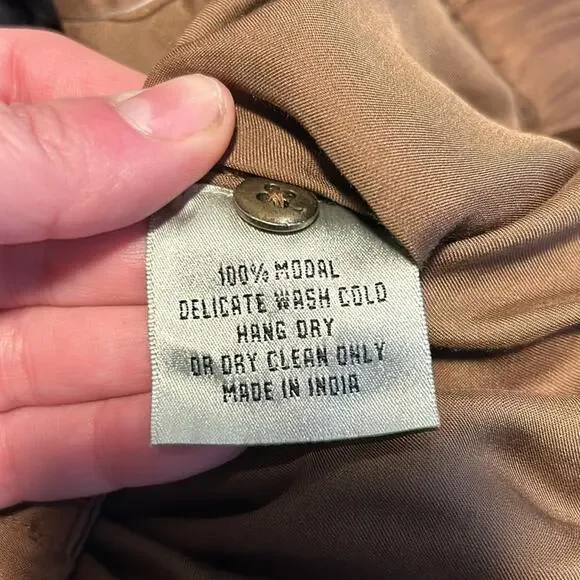 100% MODAL
DELICATE WASH COLD
HANG DRY
OR DRY CLEAN ONLY
MADE IN INDIA